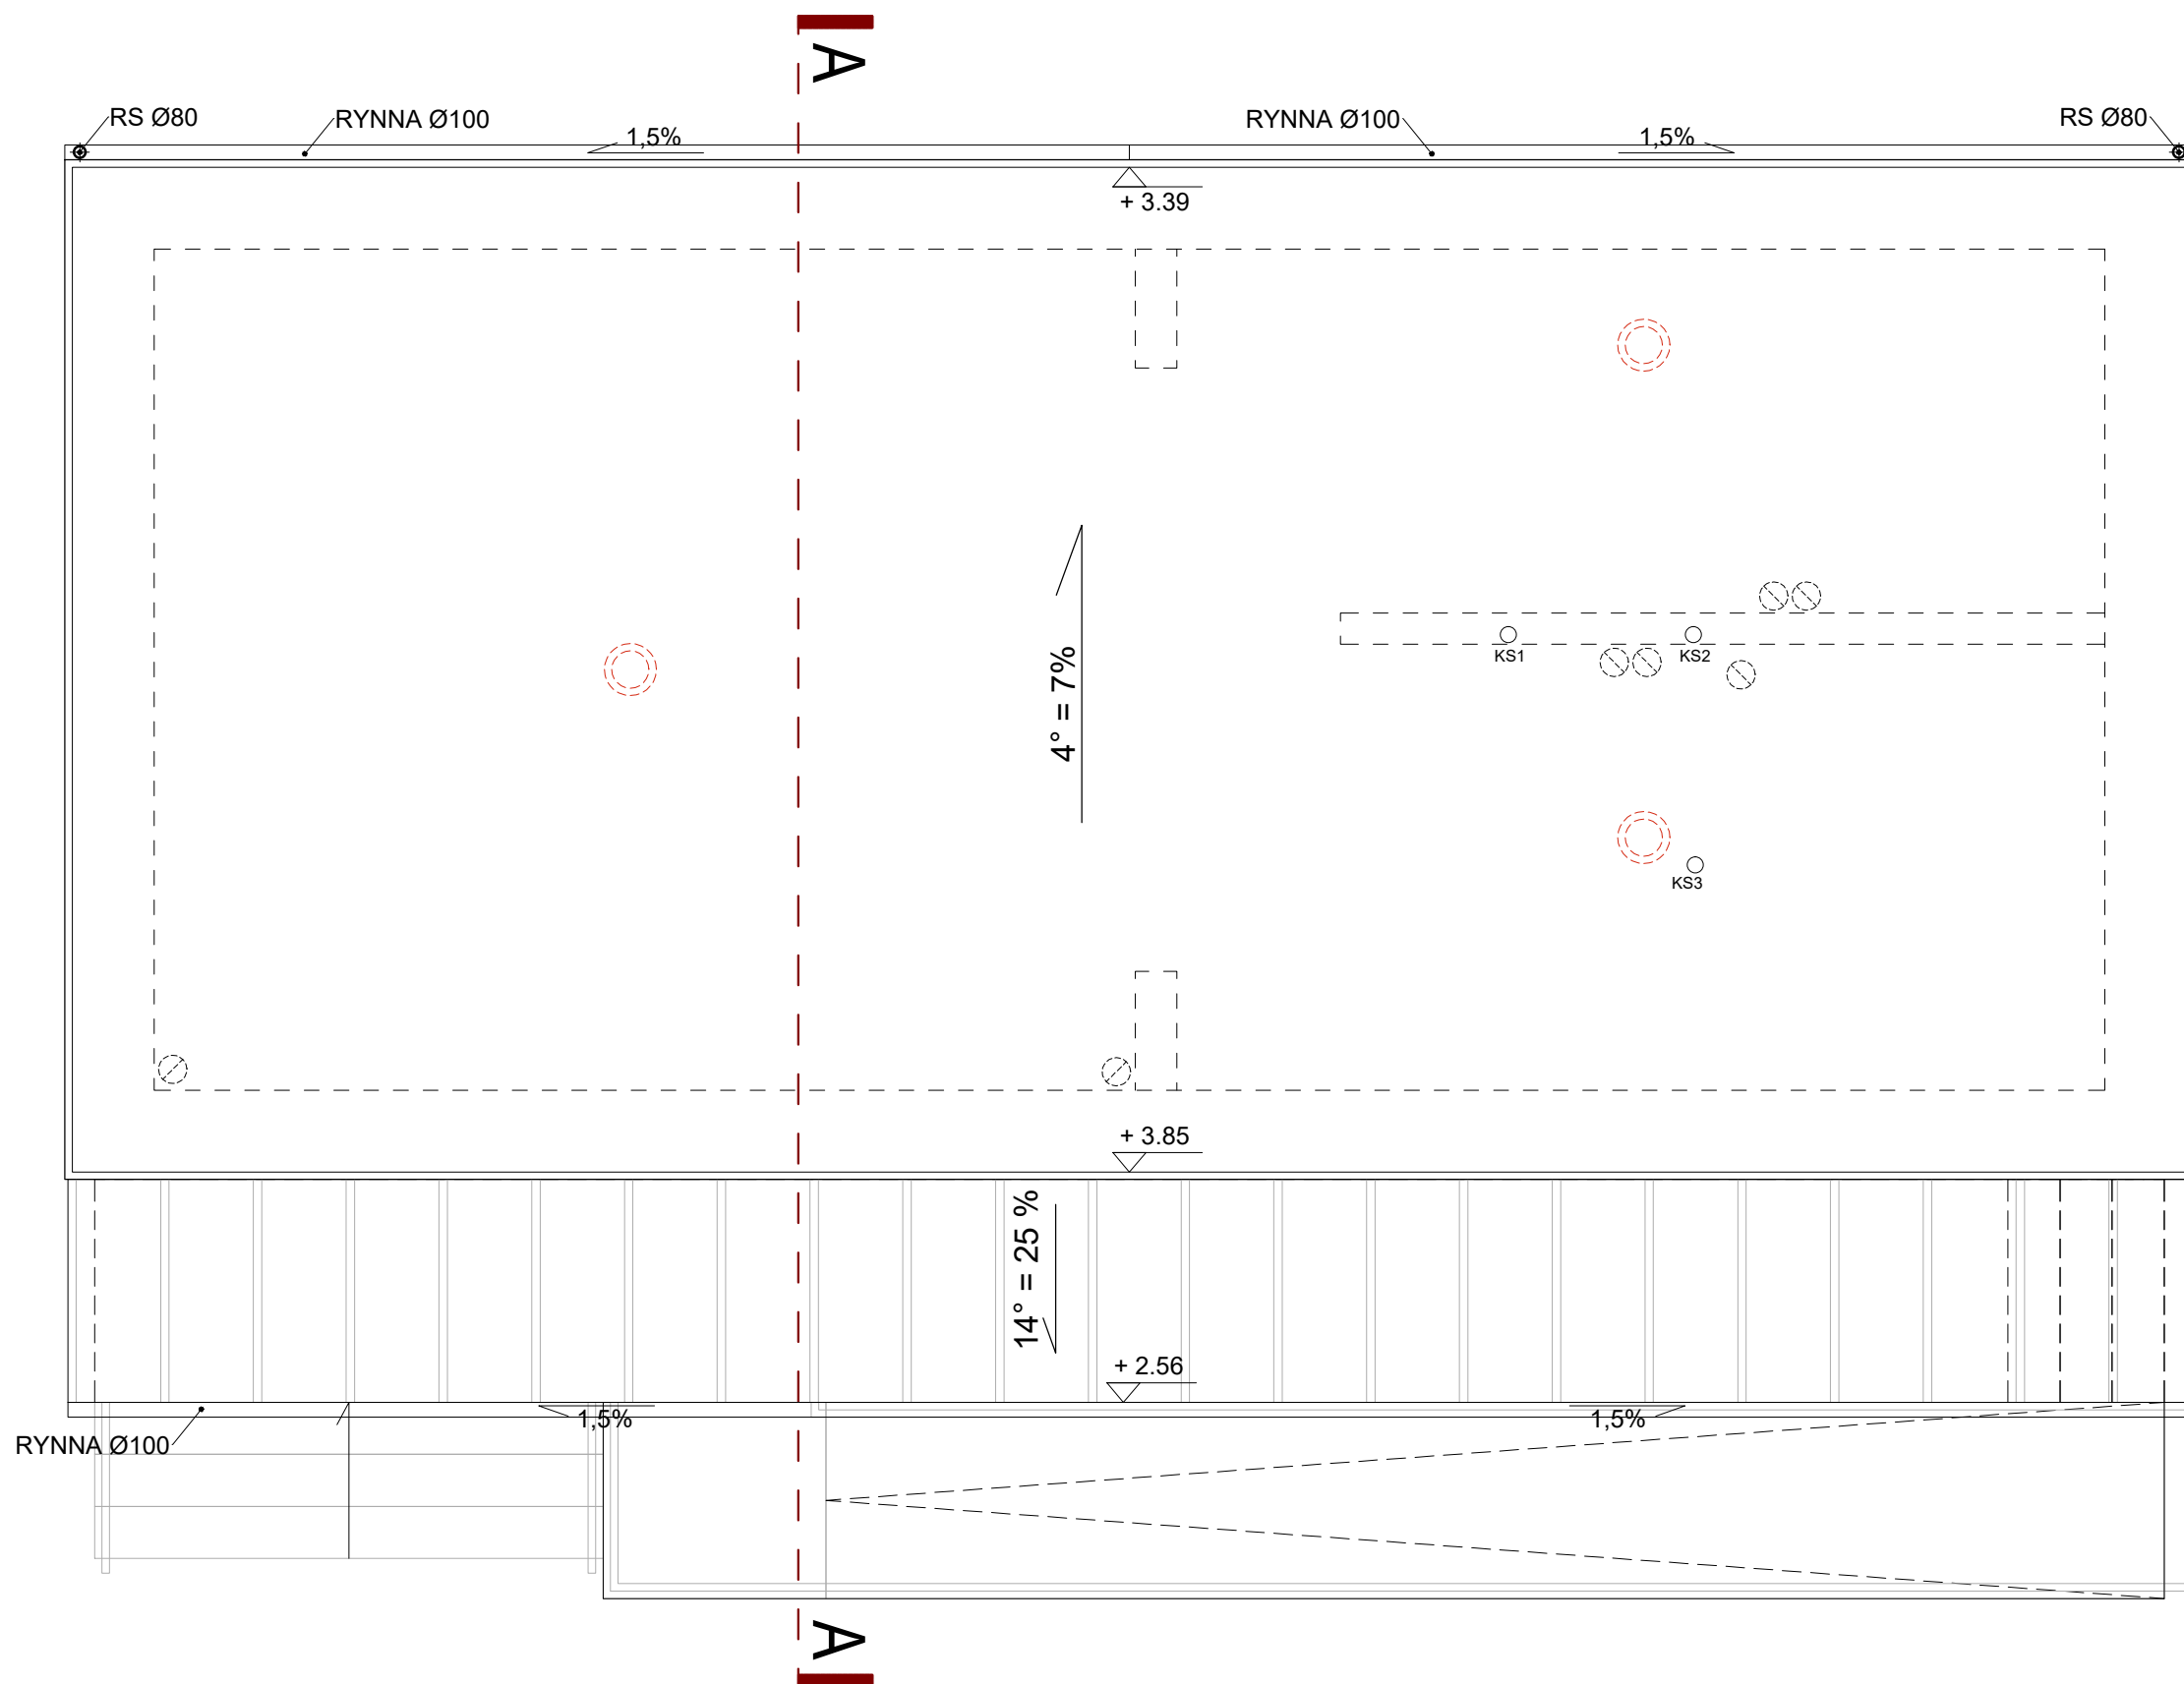 A
RS Ø80
RYNNA Ø100
1,5%
RYNNA Ø100
1,5%
RS Ø80
+ 3.39
4° = 7%
KS1
KS2
KS3
+ 3.85
14° = 25 %
+ 2.56
1,5%
1,5%
RYNNA Ø100
A